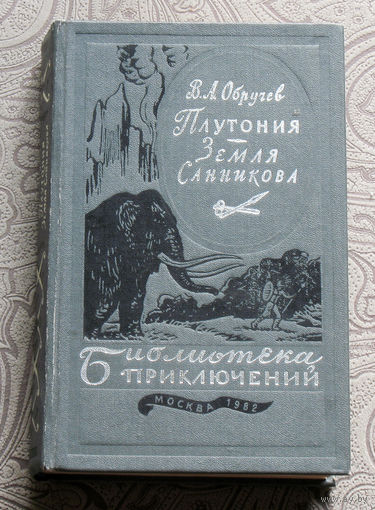 В.А. Обручев
Плутония
Земля
Санникова
Библиотека
приключений
МОСКВА 1982